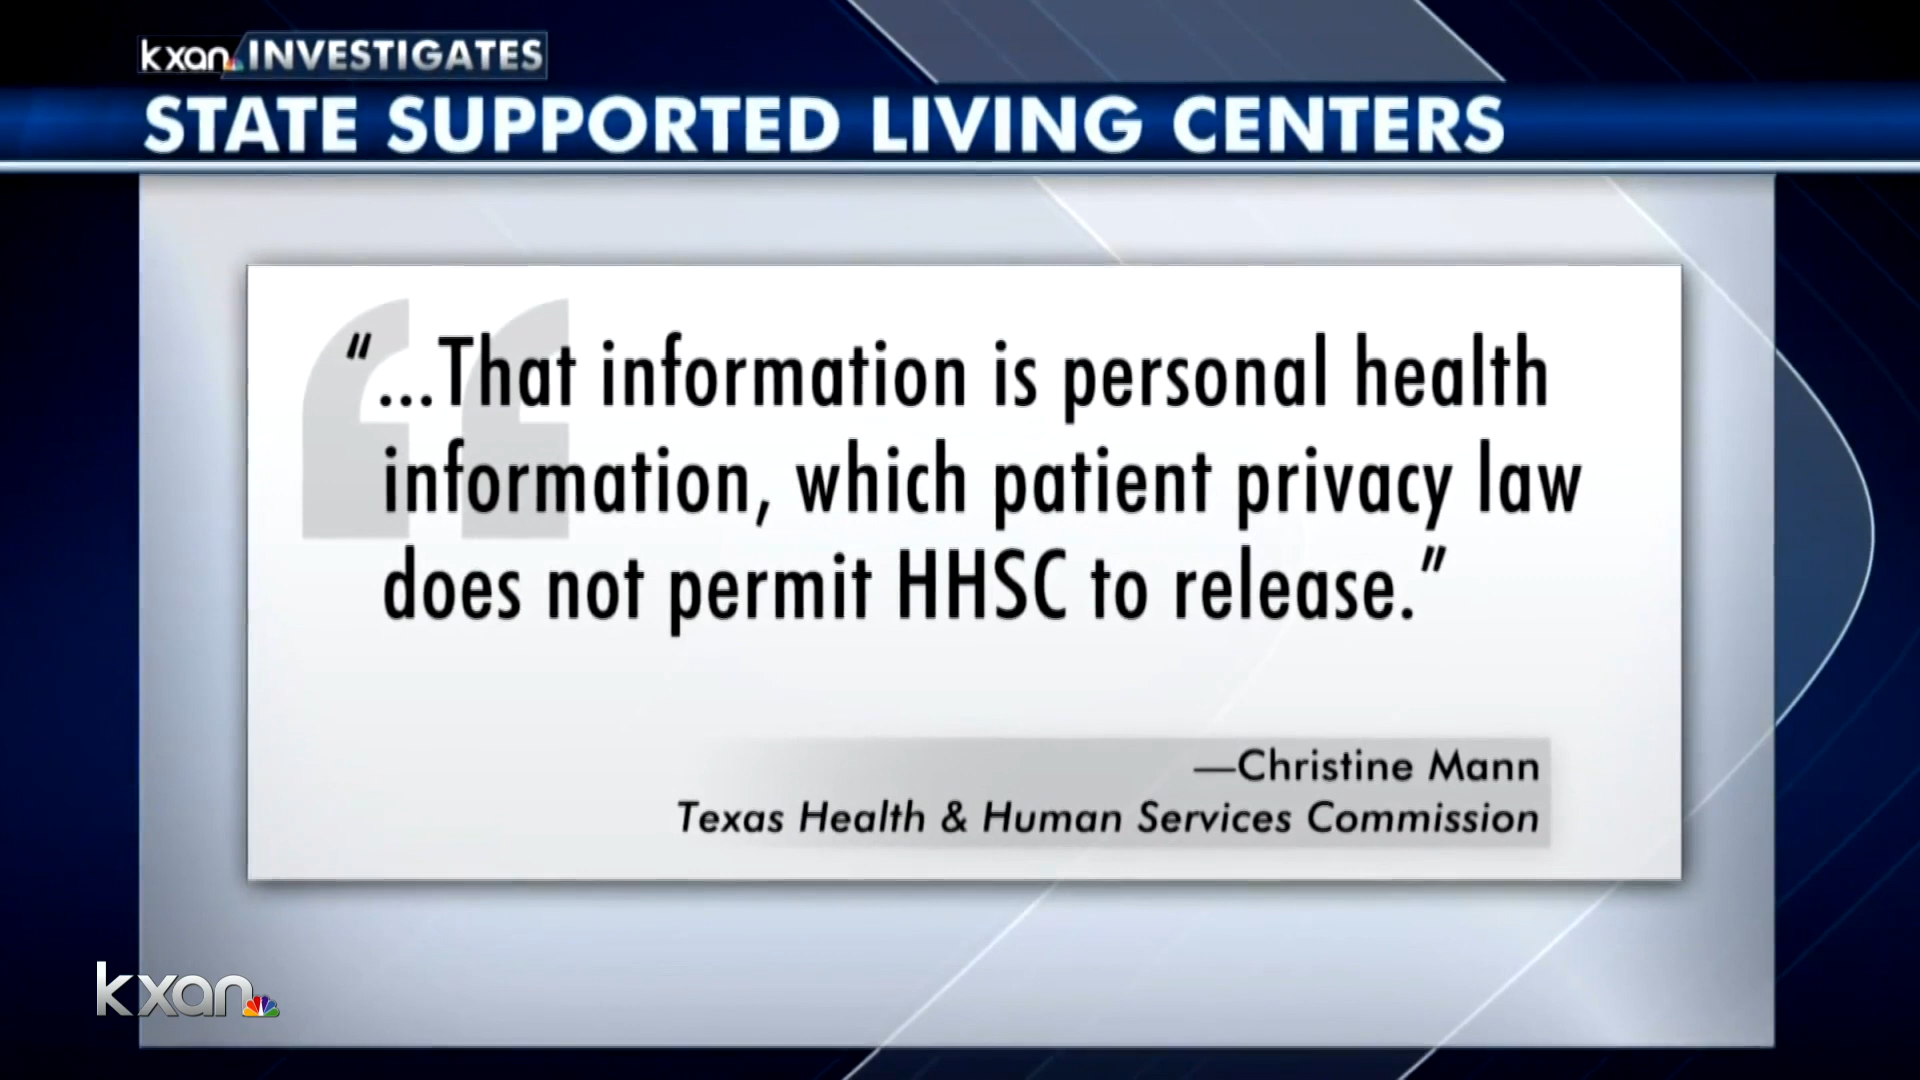 kxan INVESTIGATES
STATE SUPPORTED LIVING CENTERS
“...That information is personal health
information, which patient privacy law
does not permit HHSC to release.”
—Christine Mann
Texas Health & Human Services Commission
kxan